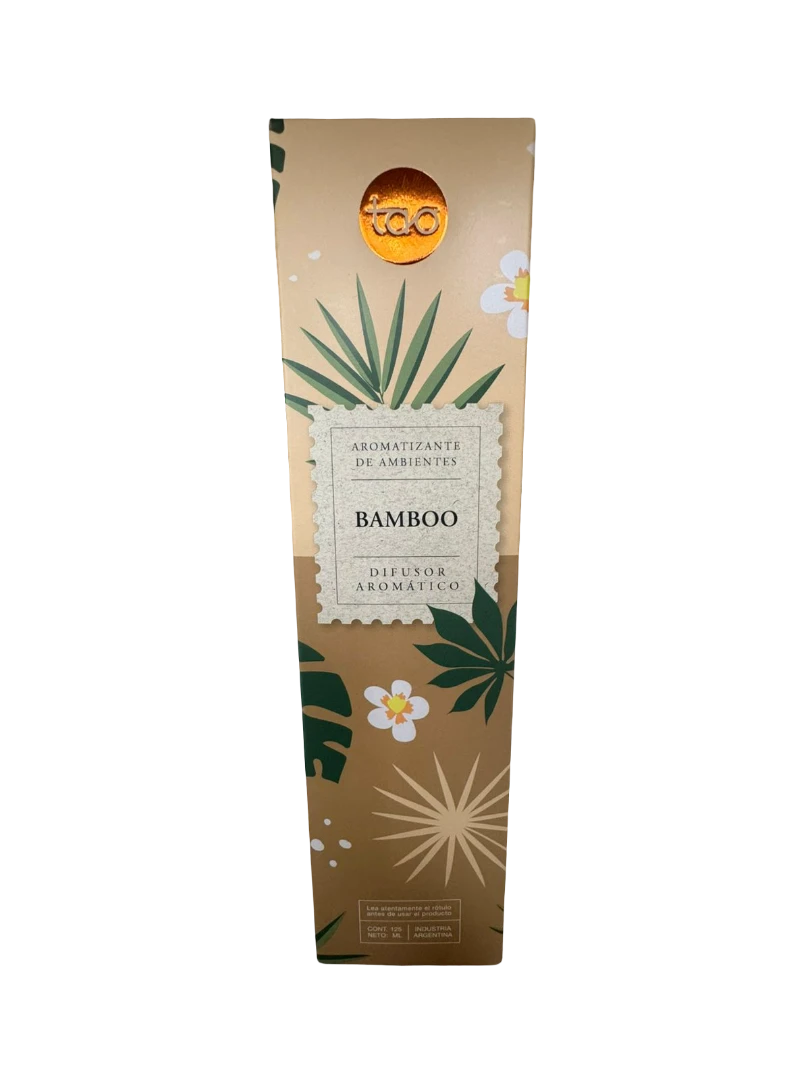 tao
AROMATIZANTE
DE AMBIENTES
BAMBOO
DIFUSOR
AROMÁTICO
Lea atentamente el rótulo
antes de usar el producto
CONT. 125 INDUSTRIA
NETO: ML. ARGENTINA